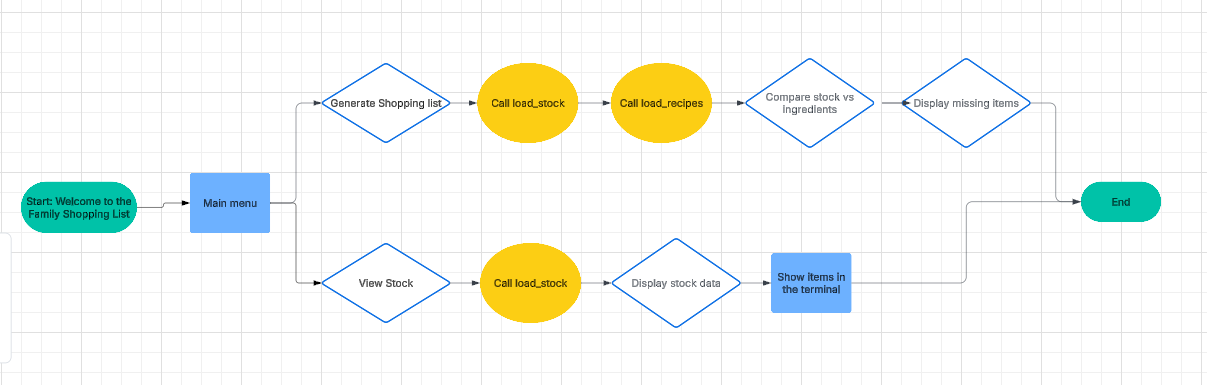 Generate Shopping list
Call load_stock
Call load_recipes
Compare stock vs
Ingredients
Display missing items
Start: Welcome to the
Family Shopping List
Main menu
End
View Stock
Call load_stock
Display stock data
Show items in
the terminal